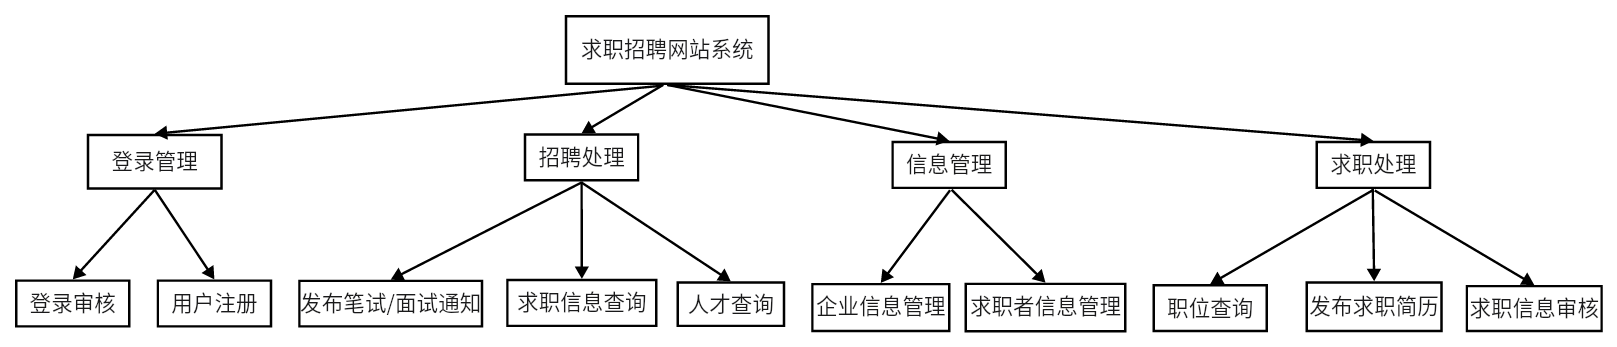 求职招聘网站系统
登录管理
招聘处理
信息管理
求职处理
登录审核
用户注册
发布笔试/面试通知
求职信息查询
人才查询
企业信息管理
求职者信息管理
职位查询
发布求职简历
求职信息审核